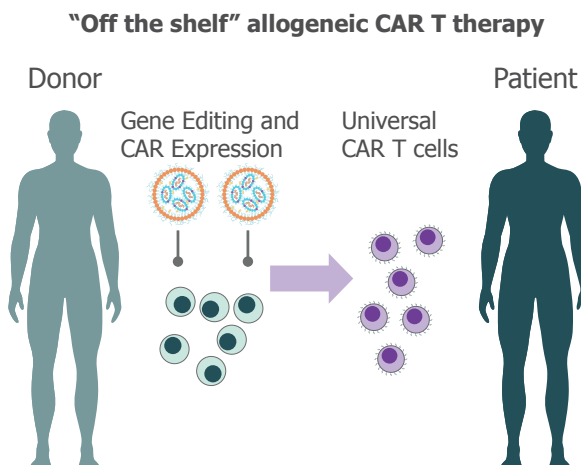 “Off the shelf” allogeneic CAR T therapy
Donor
Patient
Gene Editing and
CAR Expression
Universal
CAR T cells